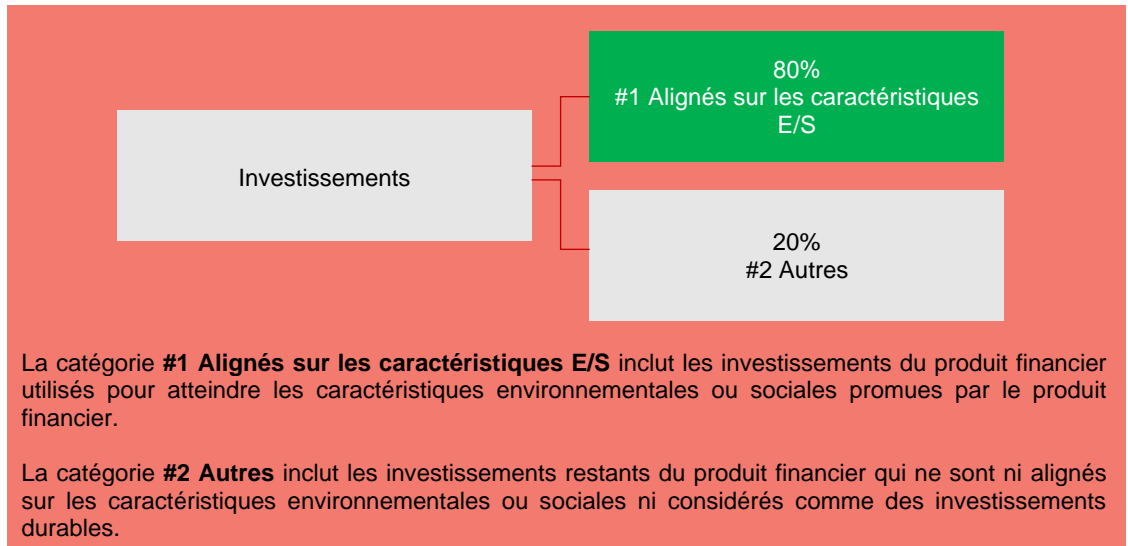 80%
#1 Alignés sur les caractéristiques
E/S
Investissements
20%
#2 Autres
La catégorie #1 Alignés sur les caractéristiques E/S inclut les investissements du produit financier
utilisés pour atteindre les caractéristiques environnementales ou sociales promues par le produit
financier.
La catégorie #2 Autres inclut les investissements restants du produit financier qui ne sont ni alignés
sur les caractéristiques environnementales ou sociales ni considérés comme des investissements
durables.